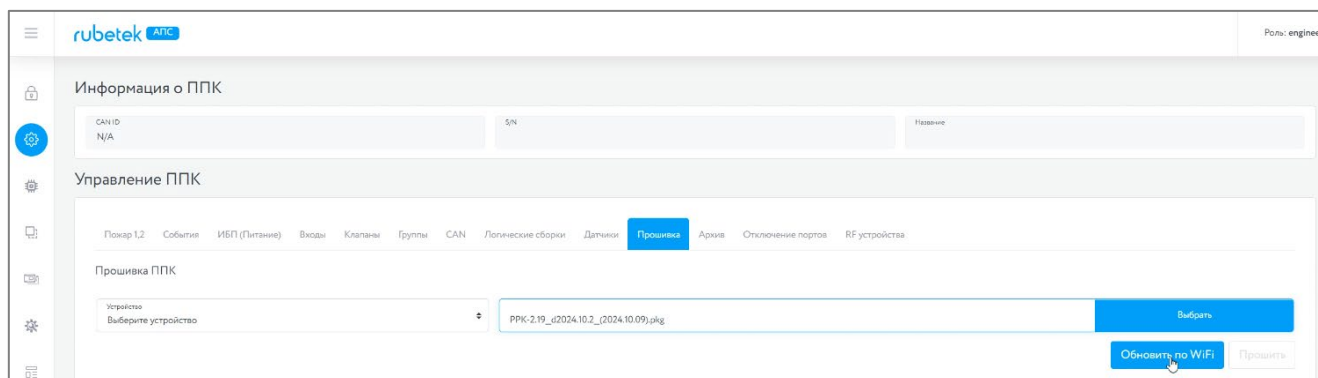 rubetek АПС
Роль: enginee
Информация о ППК
CAN ID
N/A
S/N
Название
Управление ППК
Пожар 1,2 События ИБП (Питание) Входы Клапаны Группы CAN Логические сборки Датчики Прошивка Архив Отключение портов RF устройства
Прошивка ППК
Устройство
Выберите устройство
PPK-2.19_d2024.10.2_(2024.10.09).pkg
Выбрать
Обновить по WiFi Прошить